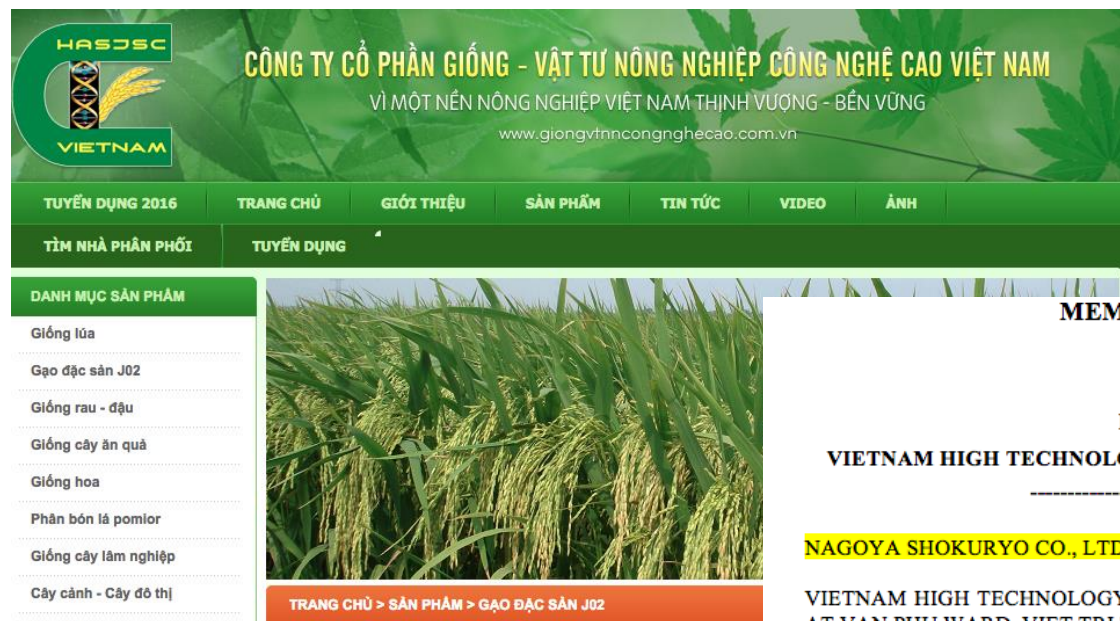 HASJSC
VIETNAM
CÔNG TY CỔ PHẦN GIỐNG - VẬT TƯ NÔNG NGHIỆP CÔNG NGHỆ CAO VIỆT NAM
VÌ MỘT NỀN NÔNG NGHIỆP VIỆT NAM THỊNH VƯỢNG - BỀN VỮNG
www.giongvtnncongnghecao.com.vn
TUYỂN DỤNG 2016 TRANG CHỦ GIỚI THIỆU SẢN PHẨM TIN TỨC VIDEO ẢNH
TÌM NHÀ PHÂN PHỐI TUYỂN DỤNG
DANH MỤC SẢN PHẨM
Giống lúa
Gạo đặc sản J02
Giống rau - đậu
Giống cây ăn quả
Giống hoa
Phân bón lá pomior
Giống cây lâm nghiệp
Cây cảnh - Cây đô thị
TRANG CHỦ > SẢN PHẨM > GẠO ĐẶC SẢN J02
VIETNAM HIGH
------------
NAGOYA SHOKURYO CO., LTD
VIETNAM HIGH TECHNOLOGY